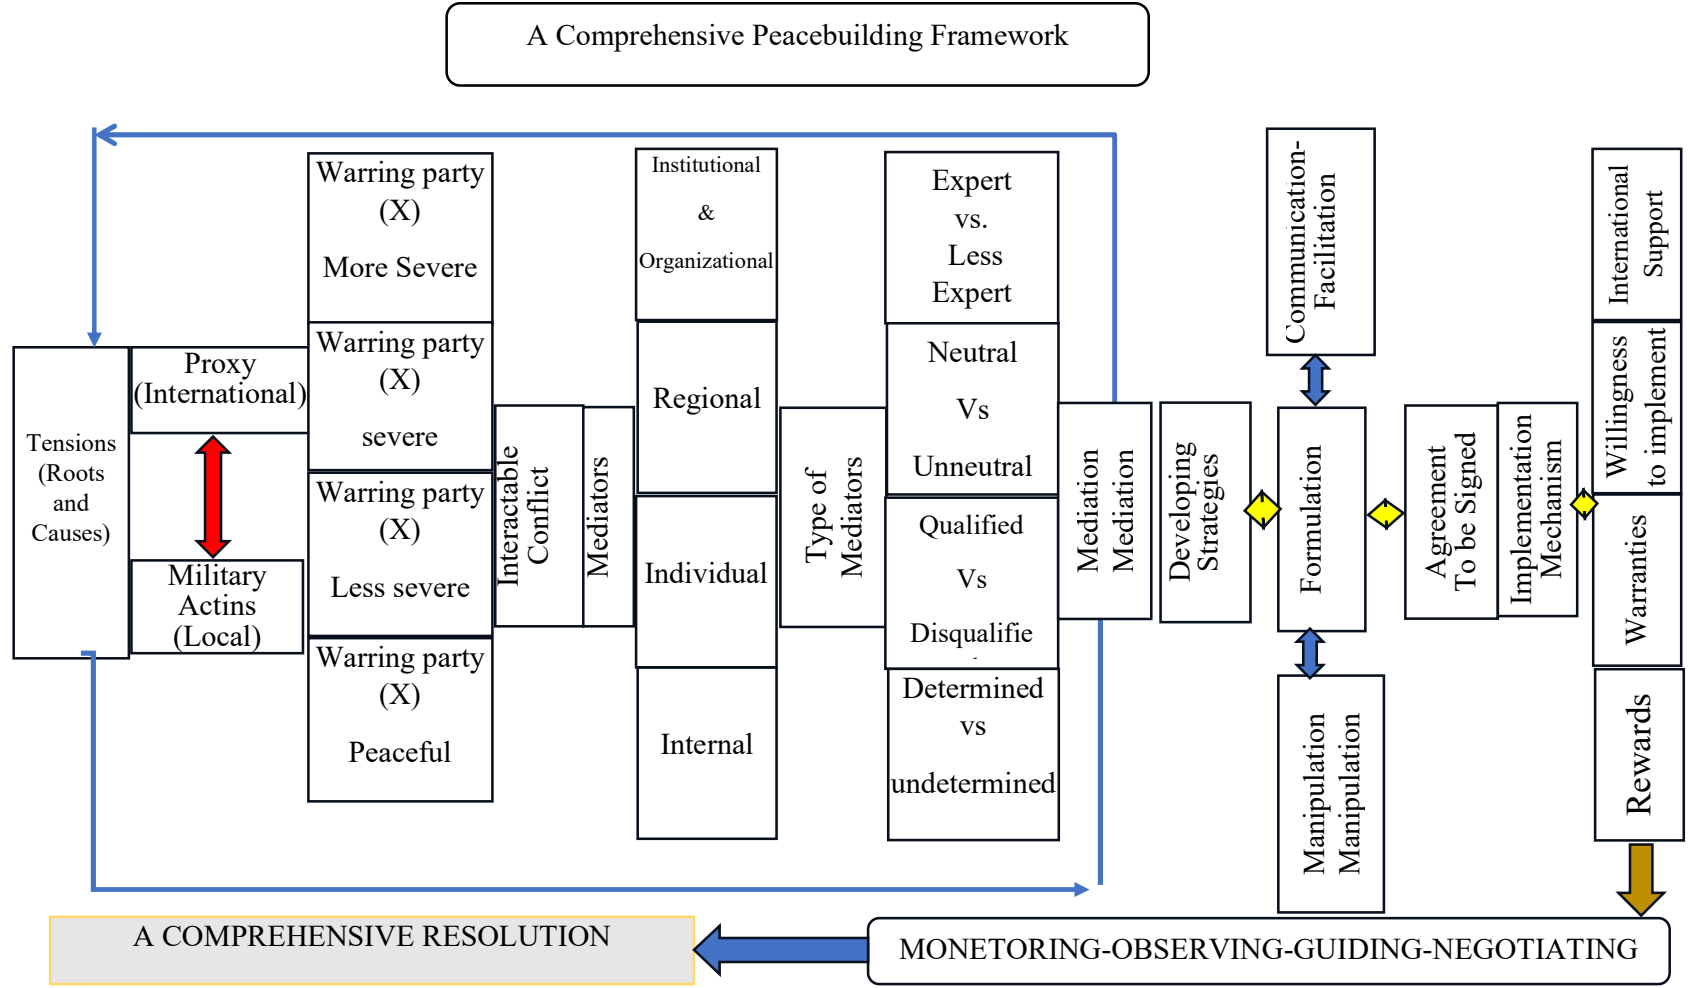 A Comprehensive Peacebuilding Framework
Tensions
(Roots
and
Causes)
Proxy
(International)
Military
Actins
(Local)
Warring party
(X)
More Severe
Warring party
(X)
severe
Warring party
(X)
Less severe
Warring party
(X)
Peaceful
Interactable
Conflict
Mediators
Institutional
&
Organizational
Regional
Individual
Internal
Type of
Mediators
Expert
vs.
Less
Expert
Neutral
Vs
Unneutral
Qualified
Vs
Disqualifie
Determined
vs
undetermined
Mediation
Mediation
Developing
Strategies
Communication-
Facilitation
Formulation
Manipulation
Manipulation
Agreement
To be Signed
Implementation
Mechanism
International
Support
Willingness
to implement
Warranties
Rewards
MONETORING-OBSERVING-GUIDING-NEGOTIATING
A COMPREHENSIVE RESOLUTION